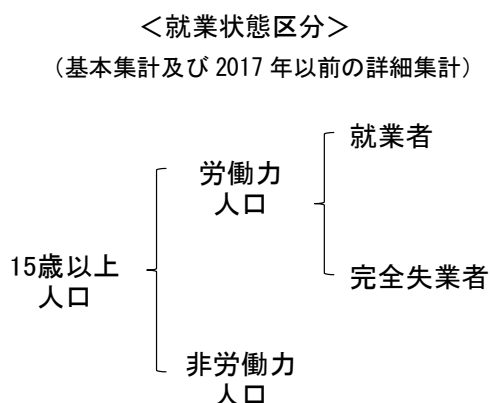 ＜就業状態区分＞
（基本集計及び 2017 年以前の詳細集計）
就業者
労働力
人口
15歳以上
人口
完全失業者
非労働力
人口